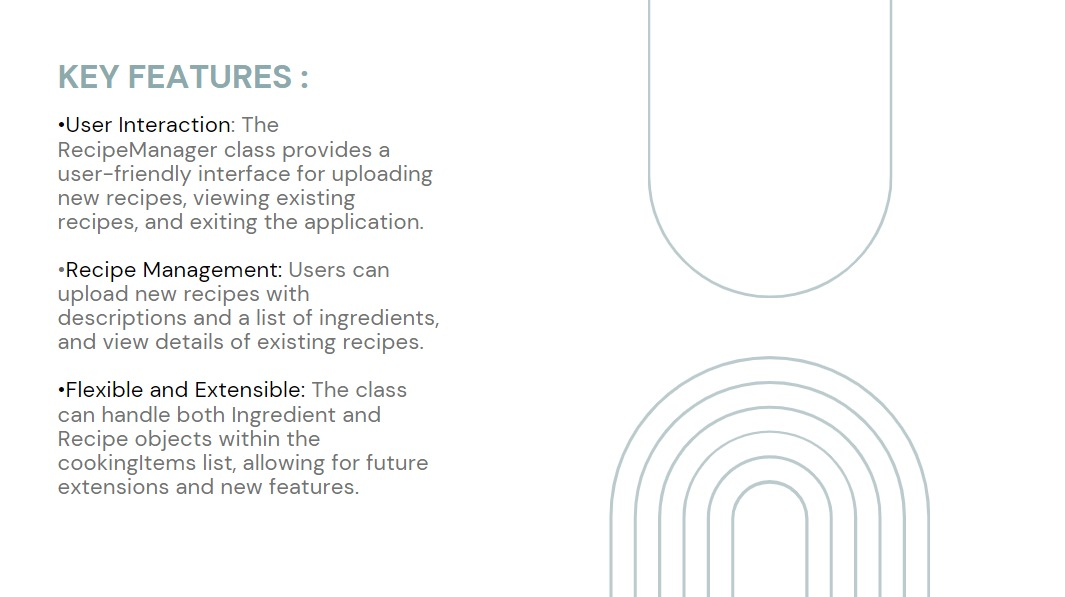 KEY FEATURES :
•User Interaction: The
RecipeManager class provides a
user-friendly interface for uploading
new recipes, viewing existing
recipes, and exiting the application.
•Recipe Management: Users can
upload new recipes with
descriptions and a list of ingredients,
and view details of existing recipes.
•Flexible and Extensible: The class
can handle both Ingredient and
Recipe objects within the
cookingItems list, allowing for future
extensions and new features.